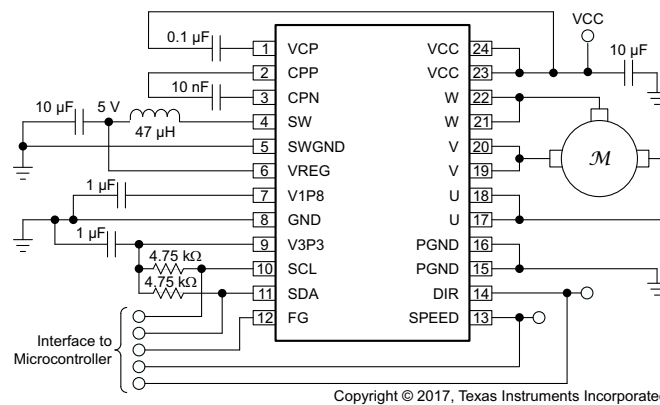 VCC
0.1 µF
10 µF
1 VCP VCC 24
2 CPP VCC 23
10 nF
3 CPN W 22
10 µF 5 V
47 µH
4 SW W 21
5 SWGND V 20
6 VREG V 19
M
1 µF
7 V1P8 U 18
8 GND U 17
1 µF
9 V3P3 PGND 16
4.75 kΩ
10 SCL PGND 15
4.75 kΩ
11 SDA DIR 14
12 FG SPEED 13
Interface to
Microcontroller
Copyright © 2017, Texas Instruments Incorporate